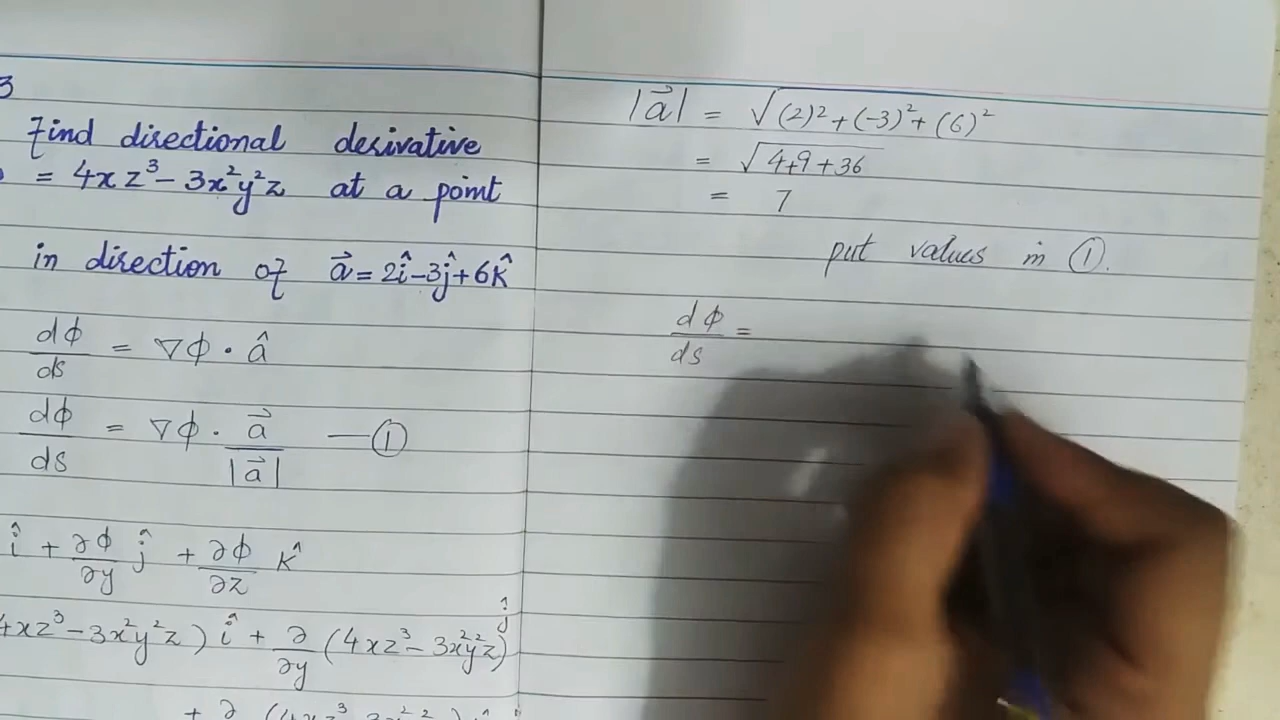 3
Find directional derivative
= 4xz³ - 3x²y²z at a point
in direction of a⃗ = 2î - 3ĵ + 6k̂
dϕ/ds = ∇ϕ · â
dϕ/ds = ∇ϕ · a⃗/|a⃗| — ①
î + ∂ϕ/∂y ĵ + ∂ϕ/∂z k̂
4xz³ - 3x²y²z) î + ∂/∂y (4xz³ - 3x²y²z) ĵ
|a⃗| = √(2)² + (-3)² + (6)²
= √4+9+36
= 7
put values in ①.
dϕ/ds =